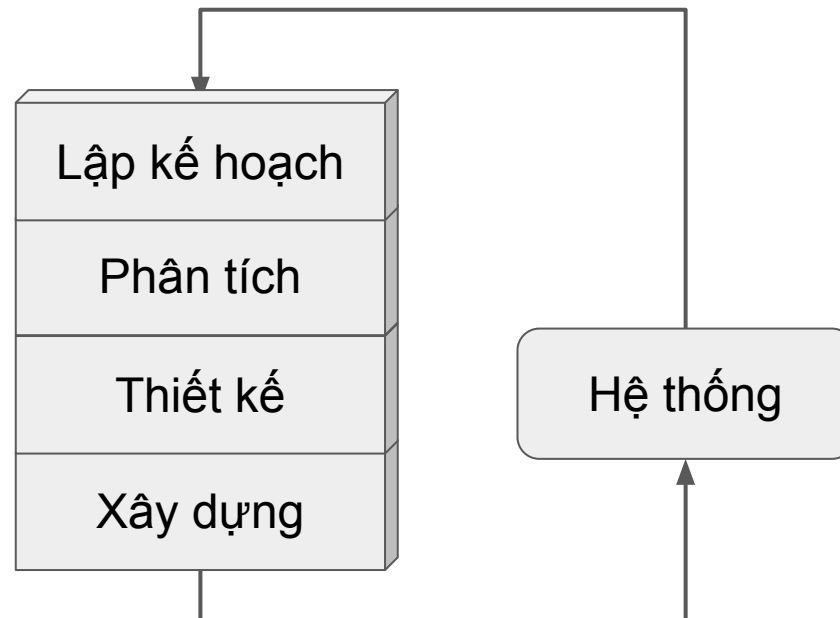 Lập kế hoạch
Phân tích
Thiết kế
Hệ thống
Xây dựng